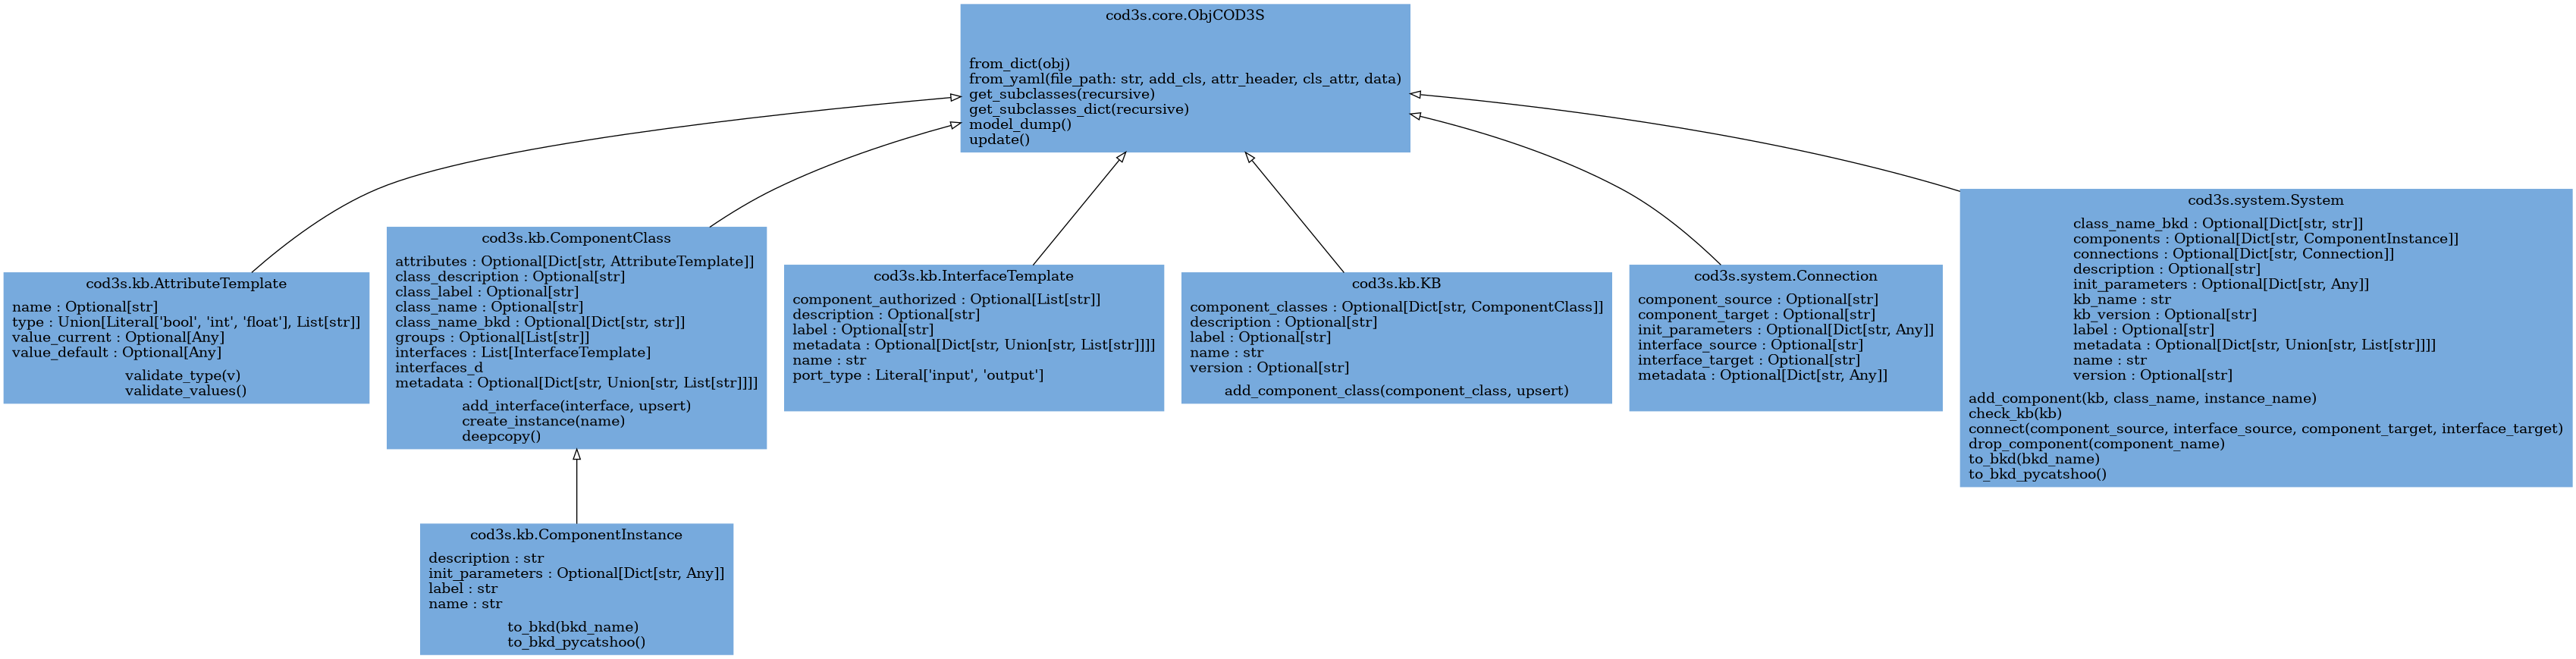 cod3s.core.ObjCOD3S
from_dict(obj)
from_yaml(file_path: str, add_cls, attr_header, cls_attr, data)
get_subclasses(recursive)
get_subclasses_dict(recursive)
model_dump()
update()
cod3s.kb.AttributeTemplate
name : Optional[str]
type : Union[Literal['bool', 'int', 'float'], List[str]]
value_current : Optional[Any]
value_default : Optional[Any]
validate_type(v)
validate_values()
cod3s.kb.ComponentClass
attributes : Optional[Dict[str, AttributeTemplate]]
class_description : Optional[str]
class_label : Optional[str]
class_name : Optional[str]
class_name_bkd : Optional[Dict[str, str]]
groups : Optional[List[str]]
interfaces : List[InterfaceTemplate]
interfaces_d
metadata : Optional[Dict[str, Union[str, List[str]]]]
add_interface(interface, upsert)
create_instance(name)
deepcopy()
cod3s.kb.InterfaceTemplate
component_authorized : Optional[List[str]]
description : Optional[str]
label : Optional[str]
metadata : Optional[Dict[str, Union[str, List[str]]]]
name : str
port_type : Literal['input', 'output']
cod3s.kb.KB
component_classes : Optional[Dict[str, ComponentClass]]
description : Optional[str]
label : Optional[str]
name : str
version : Optional[str]
add_component_class(component_class, upsert)
cod3s.system.Connection
component_source : Optional[str]
component_target : Optional[str]
init_parameters : Optional[Dict[str, Any]]
interface_source : Optional[str]
interface_target : Optional[str]
metadata : Optional[Dict[str, Any]]
cod3s.system.System
class_name_bkd : Optional[Dict[str, str]]
components : Optional[Dict[str, ComponentInstance]]
connections : Optional[Dict[str, Connection]]
description : Optional[str]
init_parameters : Optional[Dict[str, Any]]
kb_name : str
kb_version : Optional[str]
label : Optional[str]
metadata : Optional[Dict[str, Union[str, List[str]]]]
name : str
version : Optional[str]
add_component(kb, class_name, instance_name)
check_kb(kb)
connect(component_source, interface_source, component_target, interface_target)
drop_component(component_name)
to_bkd(bkd_name)
to_bkd_pycatshoo()
cod3s.kb.ComponentInstance
description : str
init_parameters : Optional[Dict[str, Any]]
label : str
name : str
to_bkd(bkd_name)
to_bkd_pycatshoo()